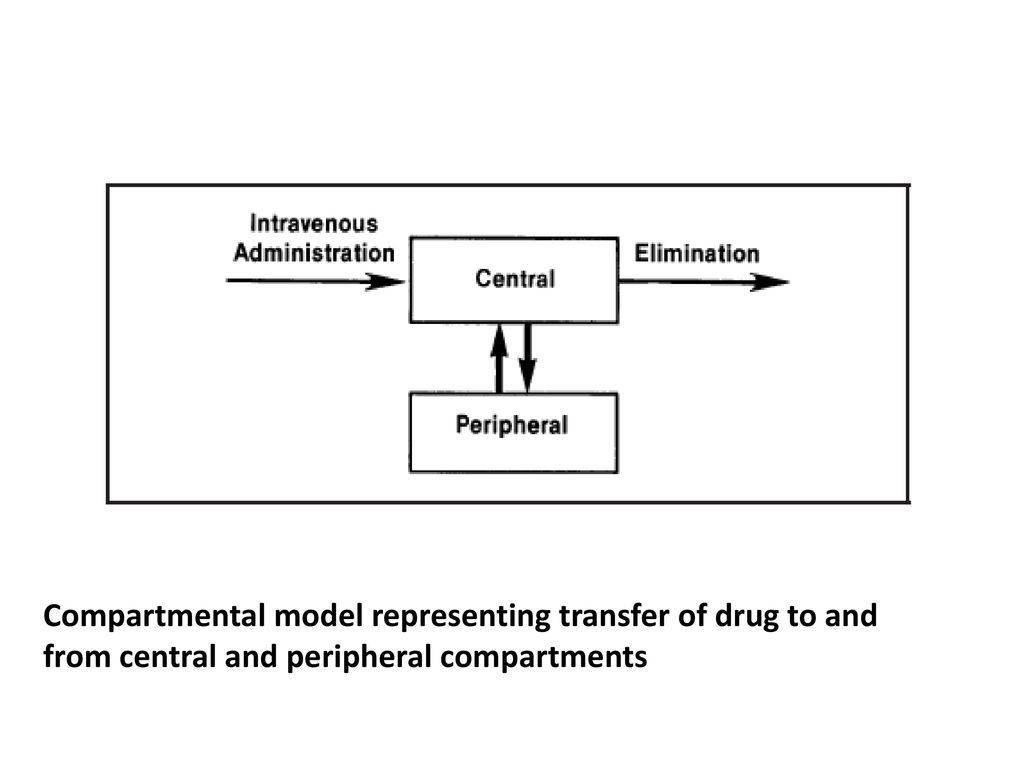 Intravenous
Administration
Central
Elimination
Peripheral
Compartmental model representing transfer of drug to and
from central and peripheral compartments